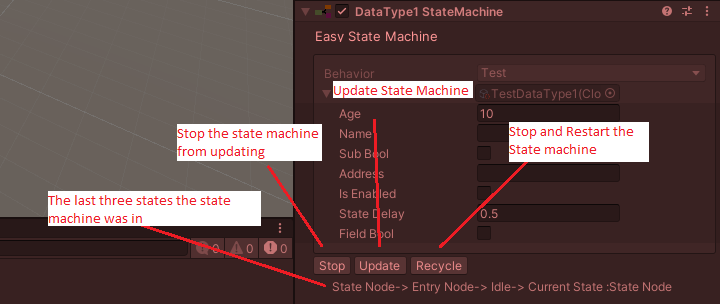 DataType1 StateMachine
Easy State Machine
Behavior
Test
Update State Machine
TestDataType1(Clo
Age
10
Stop the state machine
from updating
Name
Stop and Restart the
State machine
Sub Bool
Address
Is Enabled
The last three states the state
machine was in
State Delay
0.5
Field Bool
0
0
Stop
Update
Recycle
State Node-> Entry Node-> Idle-> Current State :State Node